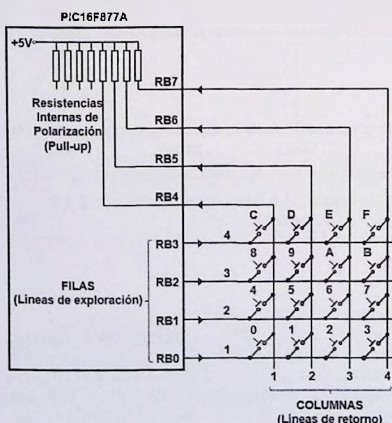 PIC16F877A
+5V
RB7
Resistencias
Internas de
Polarización
(Pull-up)
RB6
RB5
RB4
C D E F
RB3 4
8 9 A B
FILAS
(Líneas de exploración)
RB2 3
4 5 6 7
RB1 2
0 1 2 3
RB0 1
1 2 3 4
COLUMNAS
(Líneas de retorno)